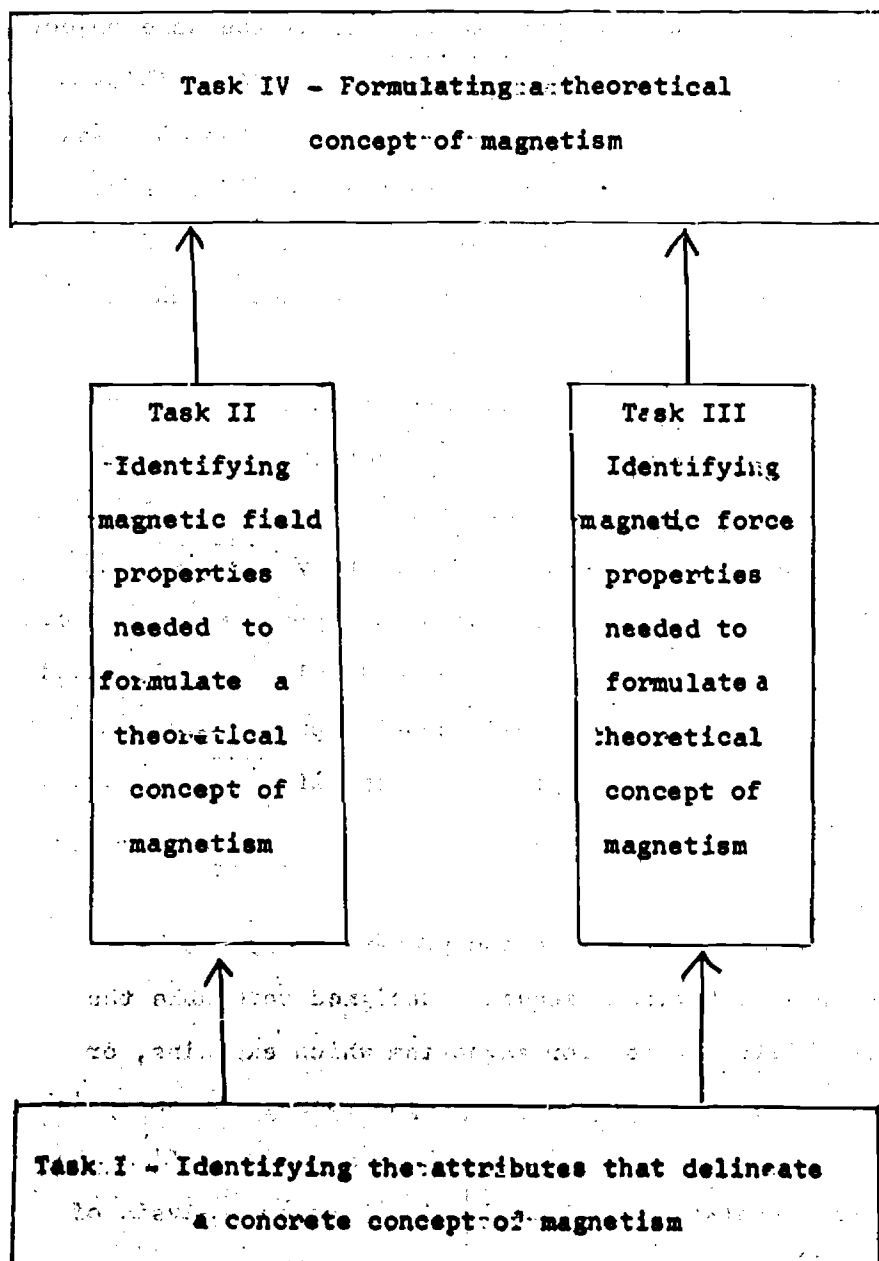 Task IV - Formulating a theoretical
concept of magnetism
Task II
Identifying
magnetic field
properties
needed to
formulate a
theoretical
concept of
magnetism
Task III
Identifying
magnetic force
properties
needed to
formulate a
theoretical
concept of
magnetism
Task I - Identifying the attributes that delineate
a concrete concept of magnetism